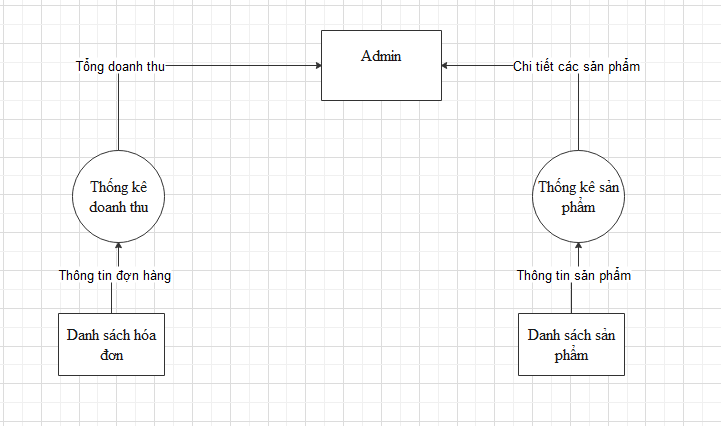 Admin
Tổng doanh thu
Chi tiết các sản phẩm
Thống kê
doanh thu
Thống kê sản
phẩm
Thông tin đợn hàng
Thông tin sản phẩm
Danh sách hóa
đơn
Danh sách sản
phẩm